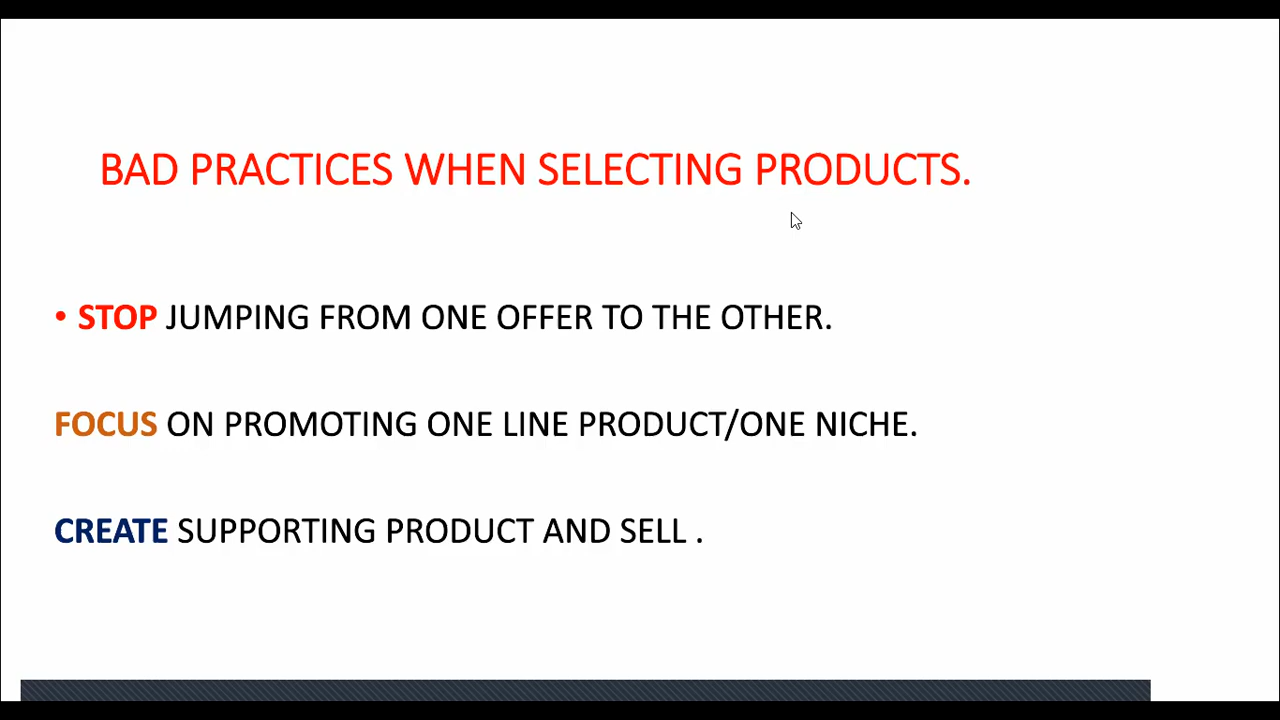 BAD PRACTICES WHEN SELECTING PRODUCTS.
• STOP JUMPING FROM ONE OFFER TO THE OTHER.
FOCUS ON PROMOTING ONE LINE PRODUCT/ONE NICHE.
CREATE SUPPORTING PRODUCT AND SELL .